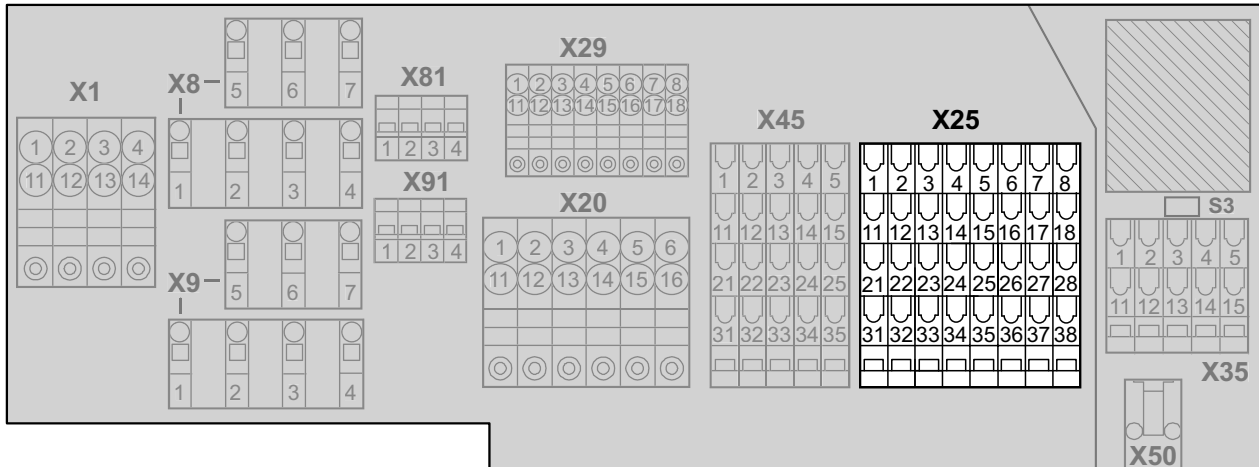 X1
1 2 3 4
11 12 13 14
X8
5 6 7
1 2 3 4
X9
5 6 7
1 2 3 4
X81
1 2 3 4
X91
1 2 3 4
X29
1 2 3 4 5 6 7 8
11 12 13 14 15 16 17 18
X20
1 2 3 4 5 6
11 12 13 14 15 16
X45
1 2 3 4 5
11 12 13 14 15
21 22 23 24 25
31 32 33 34 35
X25
1 2 3 4 5 6 7 8
11 12 13 14 15 16 17 18
21 22 23 24 25 26 27 28
31 32 33 34 35 36 37 38
S3
1 2 3 4 5
11 12 13 14 15
X35
X50